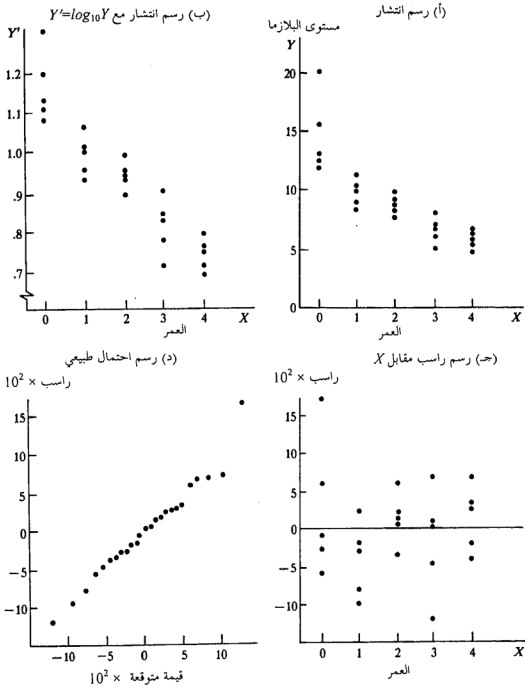 (أ) رسم انتشار
مستوى البلازما
Y
20
15
10
5
0
0 1 2 3 4 X
العمر
(ب) رسم انتشار مع Y'=log₁₀Y
Y'
1.2
1.1
1.0
.9
.8
.7
0 1 2 3 4 X
العمر
(جـ) رسم راسب مقابل X
راسب × 10²
15
10
5
0
−5
−10
0 1 2 3 4 X
العمر
(د) رسم احتمال طبيعي
راسب × 10²
15
10
5
0
−5
−10
−10 −5 0 5 10
قيمة متوقعة × 10²